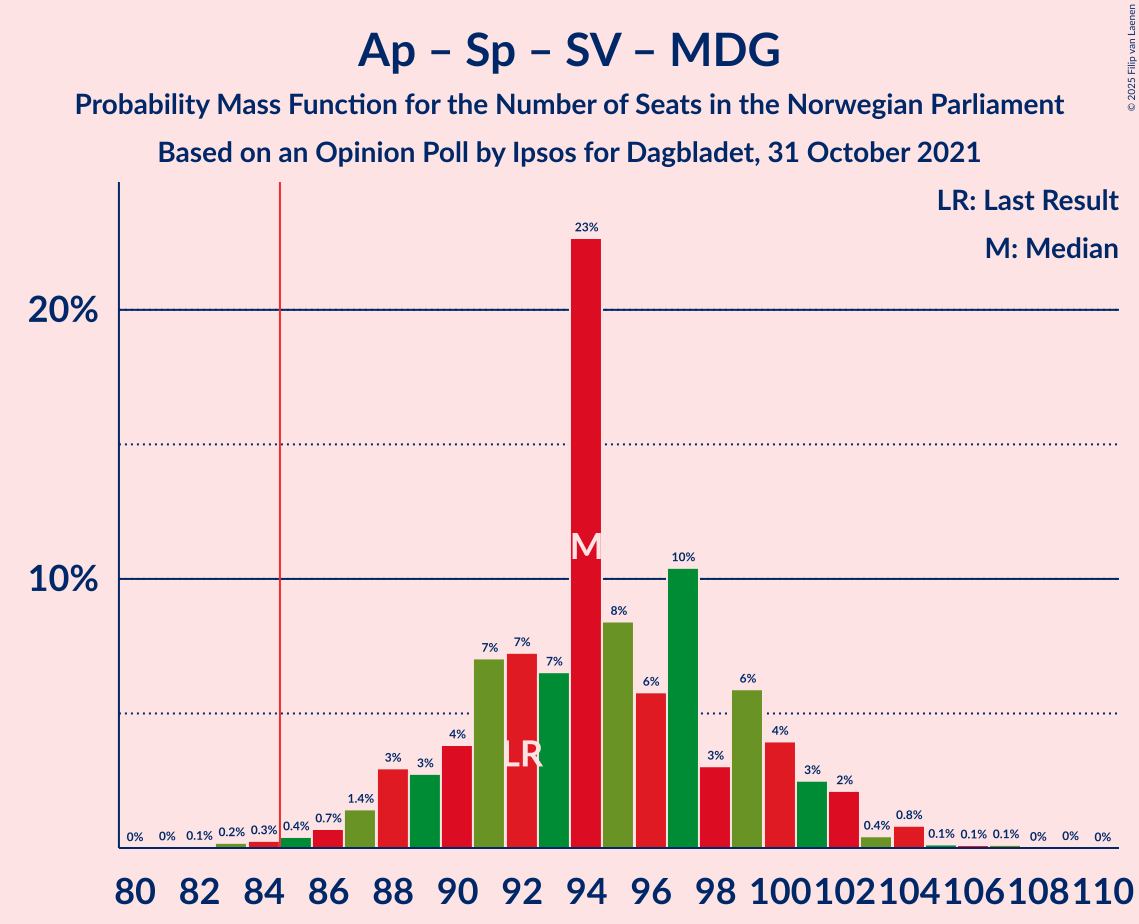 Ap – Sp – SV – MDG
Probability Mass Function for the Number of Seats in the Norwegian Parliament
Based on an Opinion Poll by Ipsos for Dagbladet, 31 October 2021
© 2025 Filip van Laenen
LR: Last Result
M: Median
20%
10%
0% 0% 0.1% 0.2% 0.3% 0.4% 0.7% 1.4% 3% 3% 4% 7% 7% 7% 23% 8% 6% 10% 3% 6% 4% 3% 2% 0.4% 0.8% 0.1% 0.1% 0.1% 0% 0% 0%
M
LR
80 82 84 86 88 90 92 94 96 98 100 102 104 106 108 110